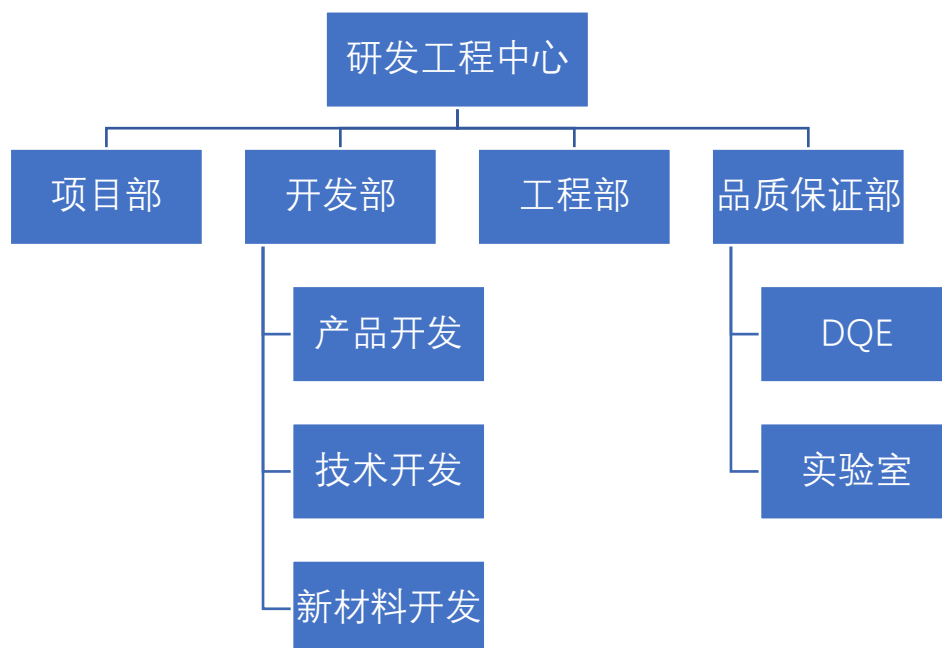 研发工程中心
项目部
开发部
工程部
品质保证部
产品开发
DQE
技术开发
实验室
新材料开发